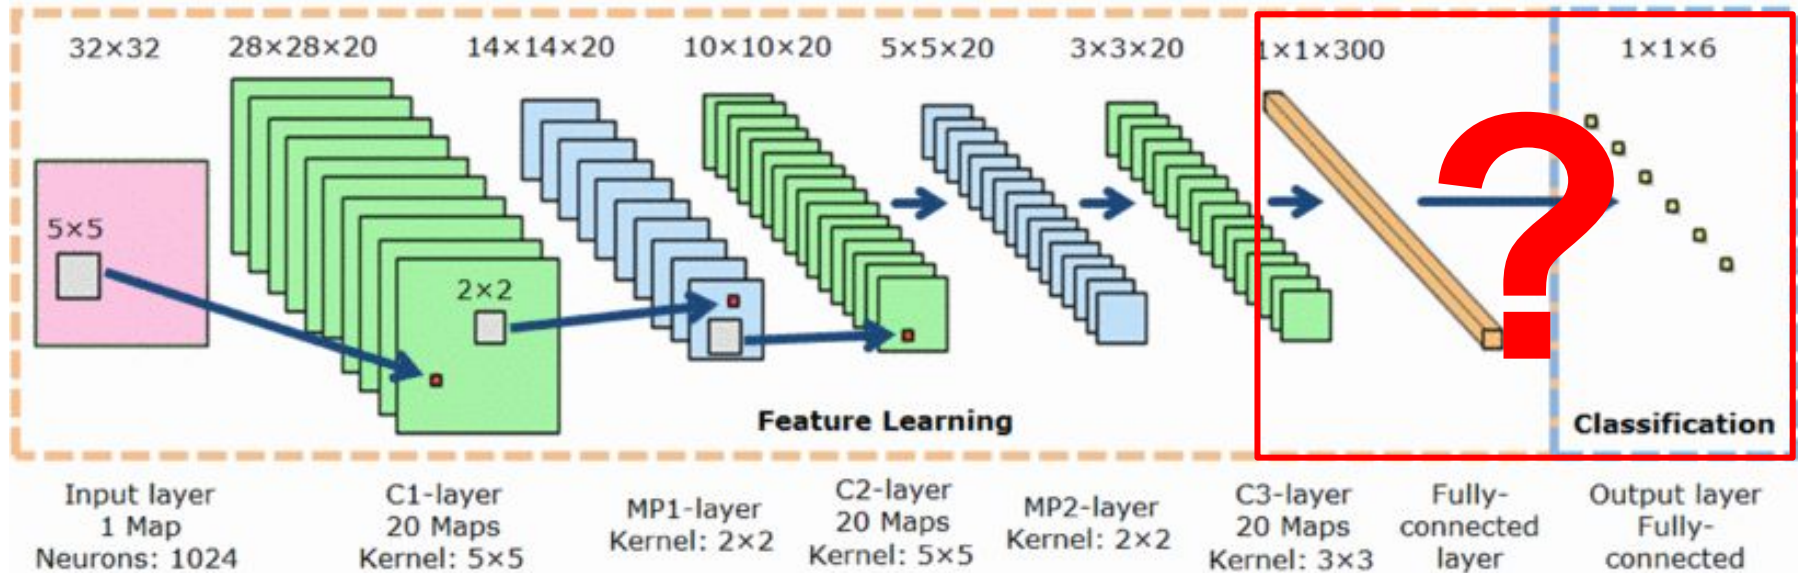 32×32 28×28×20 14×14×20 10×10×20 5×5×20 3×3×20 1×1×300 1×1×6
5×5
2×2
?
Feature Learning
Classification
Input layer
1 Map
Neurons: 1024
C1-layer
20 Maps
Kernel: 5×5
MP1-layer
Kernel: 2×2
C2-layer
20 Maps
Kernel: 5×5
MP2-layer
Kernel: 2×2
C3-layer
20 Maps
Kernel: 3×3
Fully-
connected
layer
Output layer
Fully-
connected